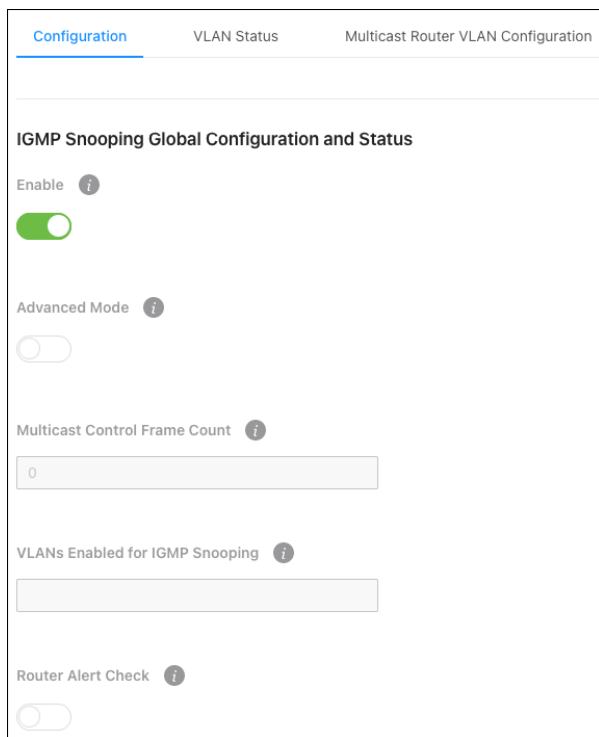 Configuration VLAN Status Multicast Router VLAN Configuration
IGMP Snooping Global Configuration and Status
Enable i
Advanced Mode i
Multicast Control Frame Count i
0
VLANs Enabled for IGMP Snooping i
Router Alert Check i